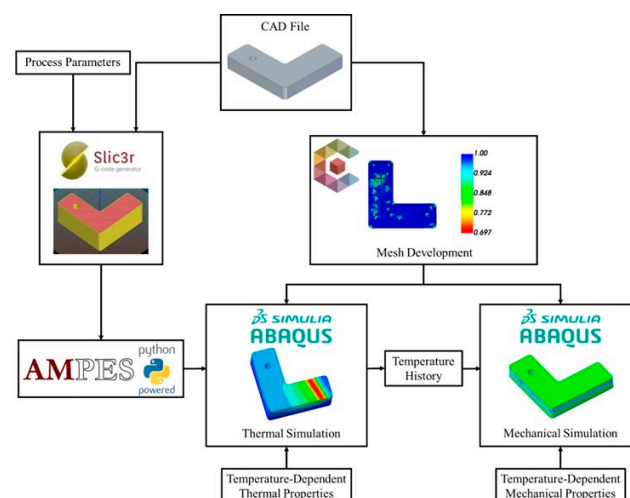 CAD File
Process Parameters
Slic3r
G-code generator
1.00
0.924
0.848
0.772
0.697
Mesh Development
AMPES
python
powered
DS SIMULIA
ABAQUS
Thermal Simulation
Temperature
History
DS SIMULIA
ABAQUS
Mechanical Simulation
Temperature-Dependent
Thermal Properties
Temperature-Dependent
Mechanical Properties